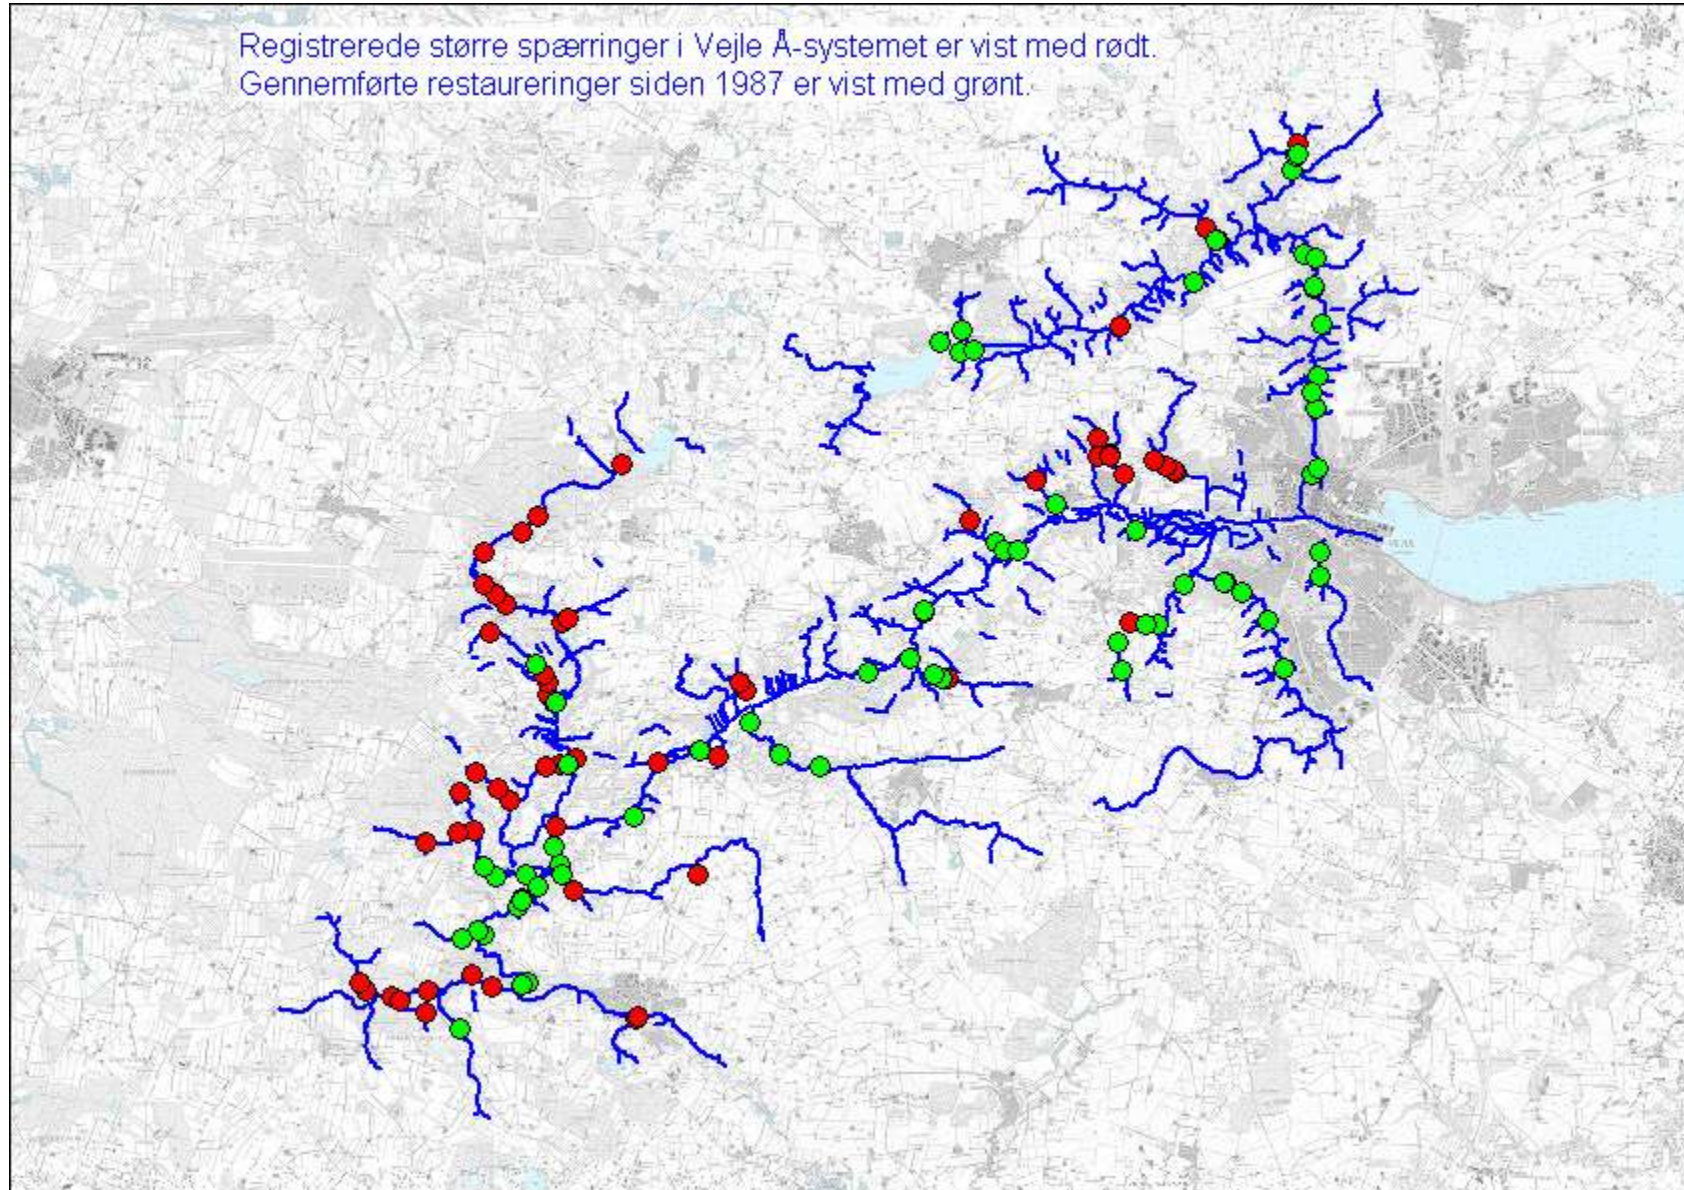 Registrerede større spærringer i Vejle Å-systemet er vist med rødt.
Gennemførte restaureringer siden 1987 er vist med grønt.